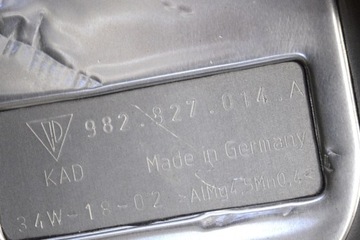 982.827.014.A
Made in Germany
KAD
34W-18-02 >AlMg4.5Mn0.4<